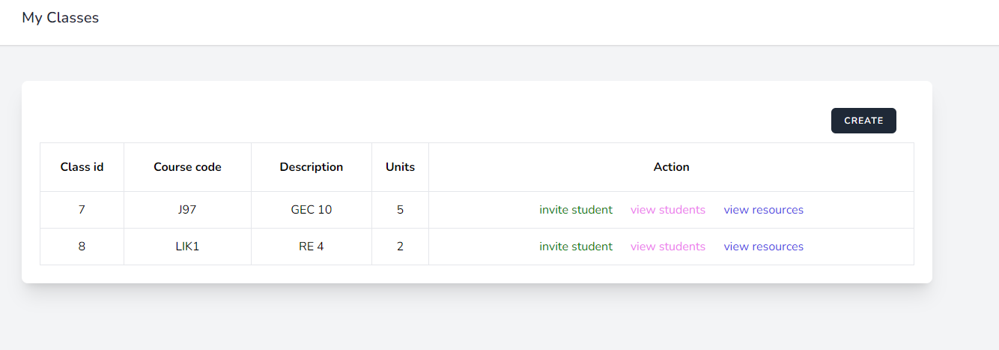 My Classes
CREATE
Class id Course code Description Units Action
7 J97 GEC 10 5 invite student view students view resources
8 LIK1 RE 4 2 invite student view students view resources